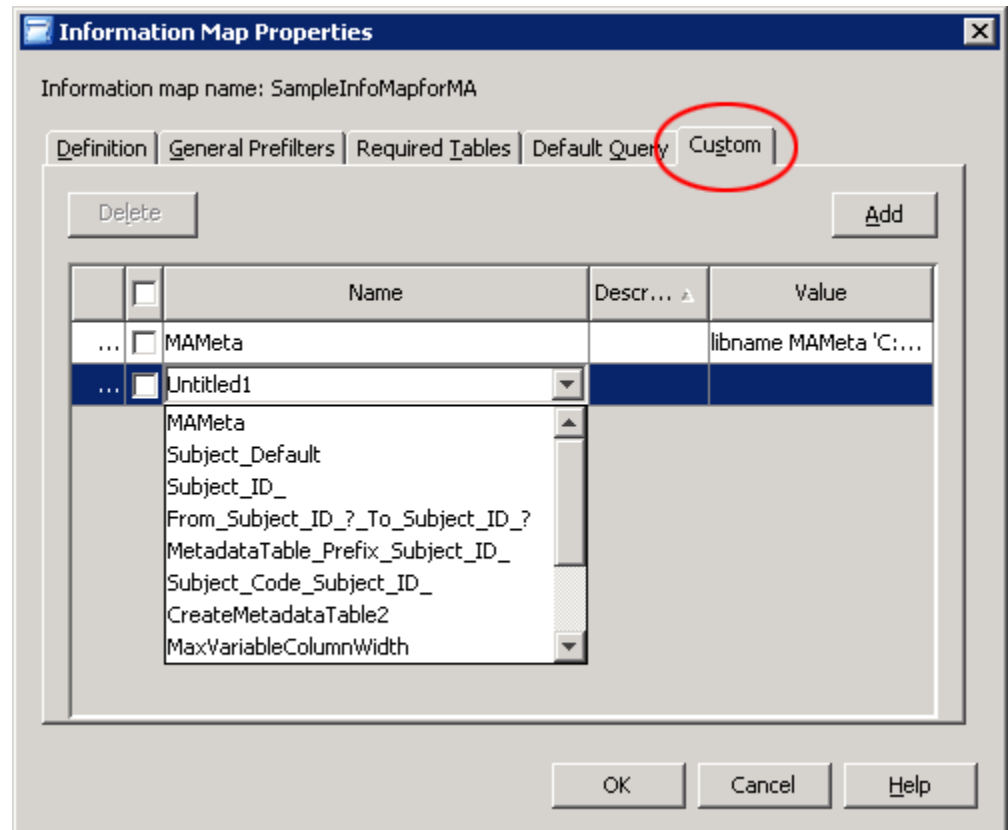 Information Map Properties
Information map name: SampleInfoMapforMA
Definition General Prefilters Required Tables Default Query Custom
Delete Add
Name Descr... Value
... MAMeta libname MAMeta 'C:...
... Untitled1
MAMeta
Subject_Default
Subject_ID_
From_Subject_ID_?_To_Subject_ID_?
MetadataTable_Prefix_Subject_ID_
Subject_Code_Subject_ID_
CreateMetadataTable2
MaxVariableColumnWidth
OK Cancel Help